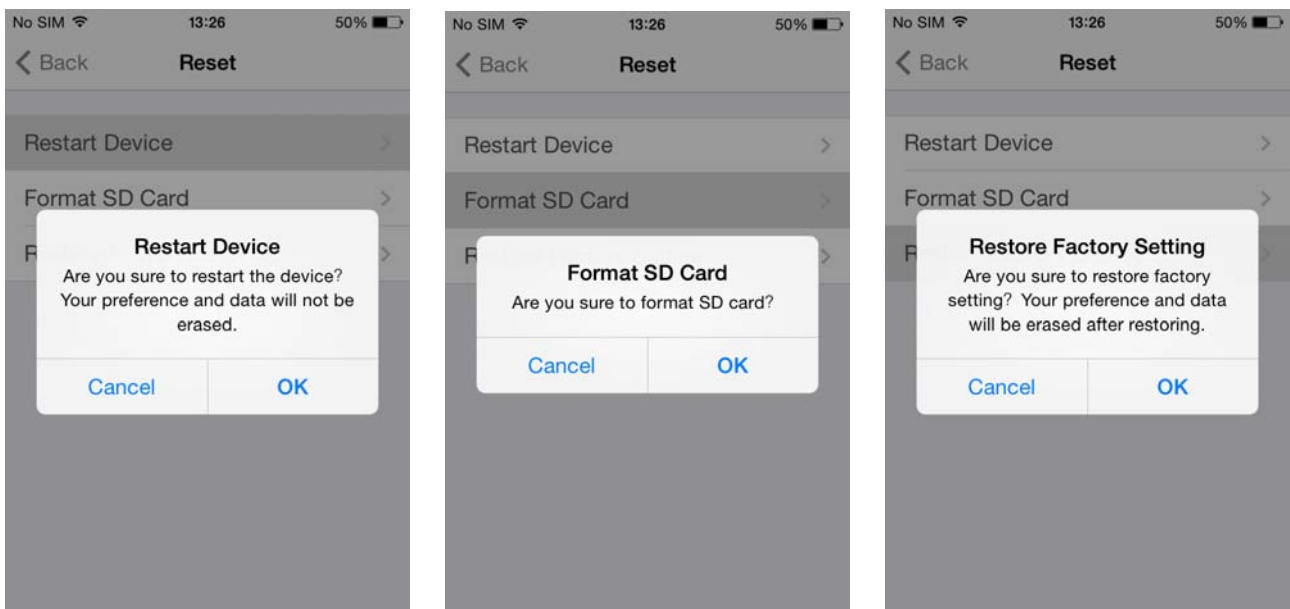 No SIM 13:26 50%
Back Reset
Restart Device
Format SD Card
Restart Device
Are you sure to restart the device?
Your preference and data will not be
erased.
Cancel OK
No SIM 13:26 50%
Back Reset
Restart Device
Format SD Card
Format SD Card
Are you sure to format SD card?
Cancel OK
No SIM 13:26 50%
Back Reset
Restart Device
Format SD Card
Restore Factory Setting
Are you sure to restore factory
setting? Your preference and data
will be erased after restoring.
Cancel OK